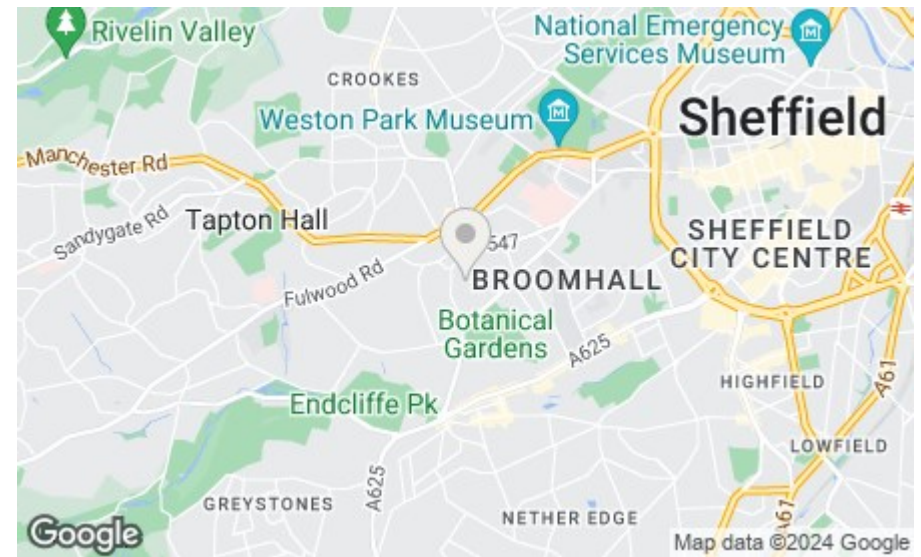 Rivelin Valley
National Emergency
Services Museum
CROOKES
Weston Park Museum
Sheffield
Manchester Rd
Sandygate Rd
Tapton Hall
547
SHEFFIELD
CITY CENTRE
Fulwood Rd
BROOMHALL
Botanical
Gardens
A625
HIGHFIELD
A61
Endcliffe Pk
LOWFIELD
A625
GREYSTONES
NETHER EDGE
A61
Google
Map data ©2024 Google